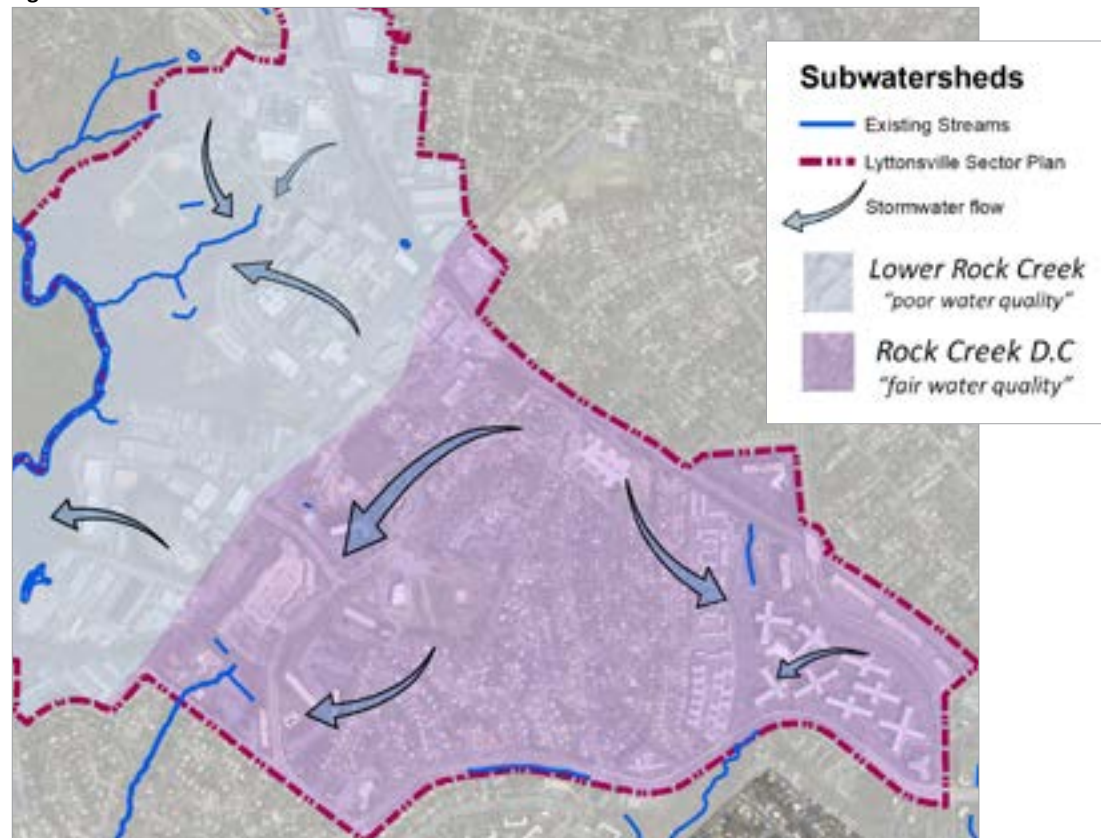 Subwatersheds
Existing Streams
Lyttonsville Sector Plan
Stormwater flow
Lower Rock Creek
"poor water quality"
Rock Creek D.C
"fair water quality"